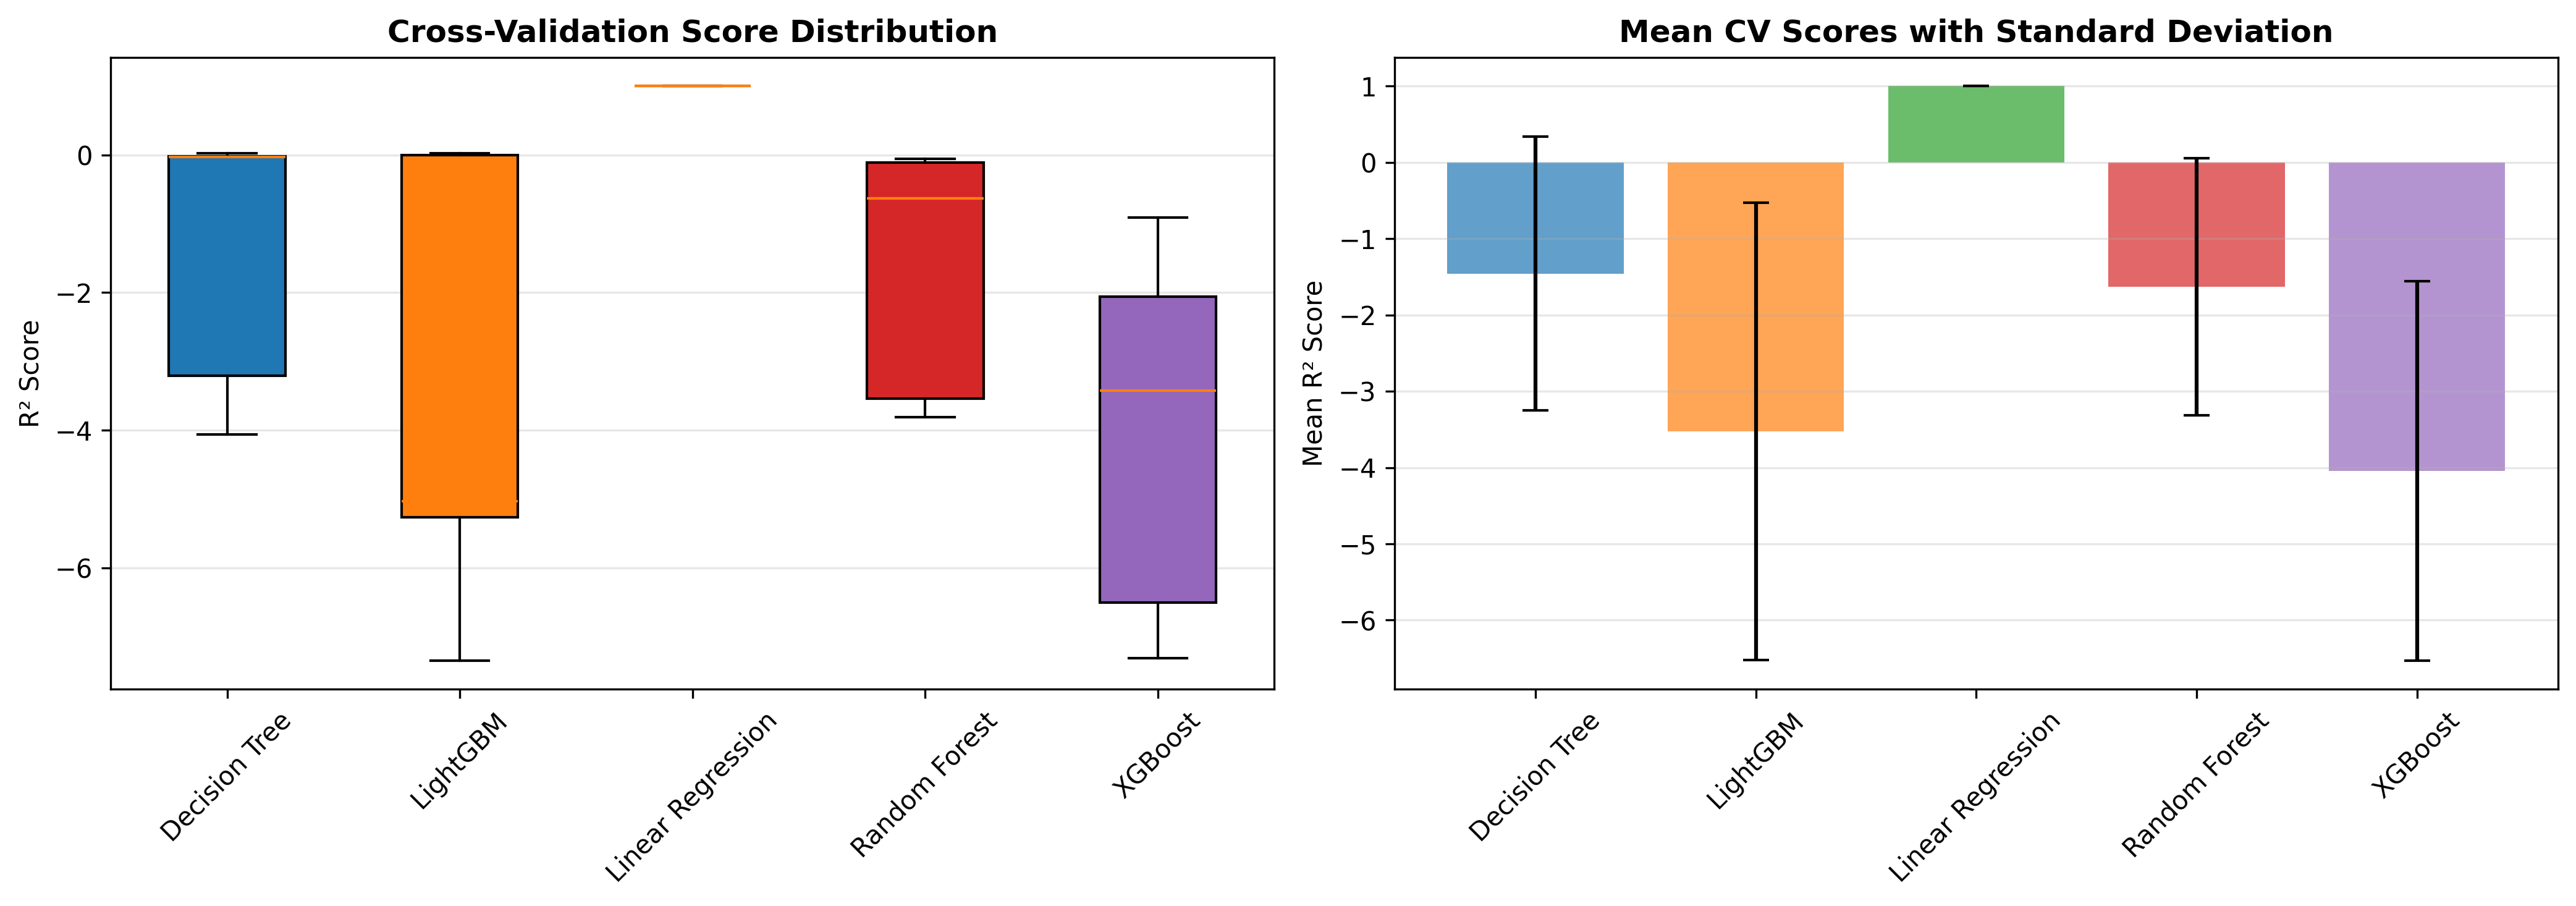 Cross-Validation Score Distribution
R² Score
0
−2
−4
−6
Decision Tree
LightGBM
Linear Regression
Random Forest
XGBoost
Mean CV Scores with Standard Deviation
Mean R² Score
1
0
−1
−2
−3
−4
−5
−6
Decision Tree
LightGBM
Linear Regression
Random Forest
XGBoost